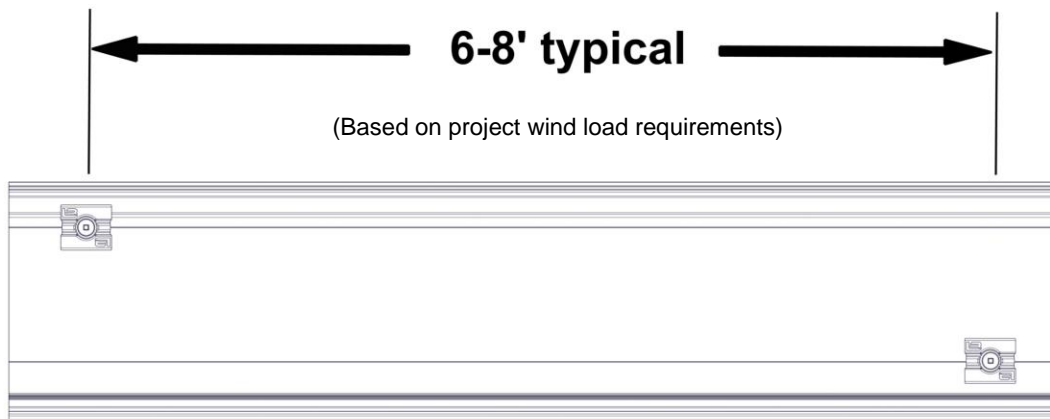 6-8' typical
(Based on project wind load requirements)